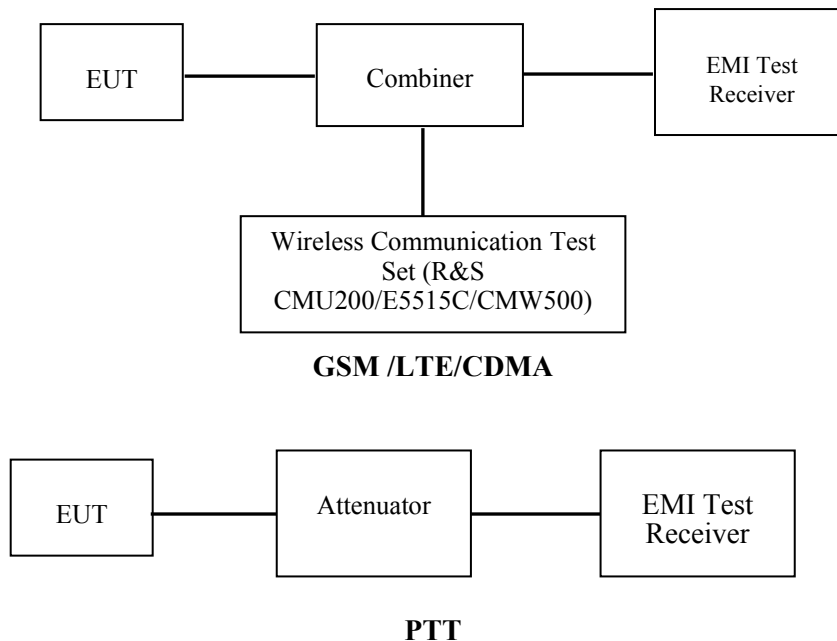 EUT
Combiner
EMI Test
Receiver
Wireless Communication Test
Set (R&S
CMU200/E5515C/CMW500)
GSM /LTE/CDMA
EUT
Attenuator
EMI Test
Receiver
PTT